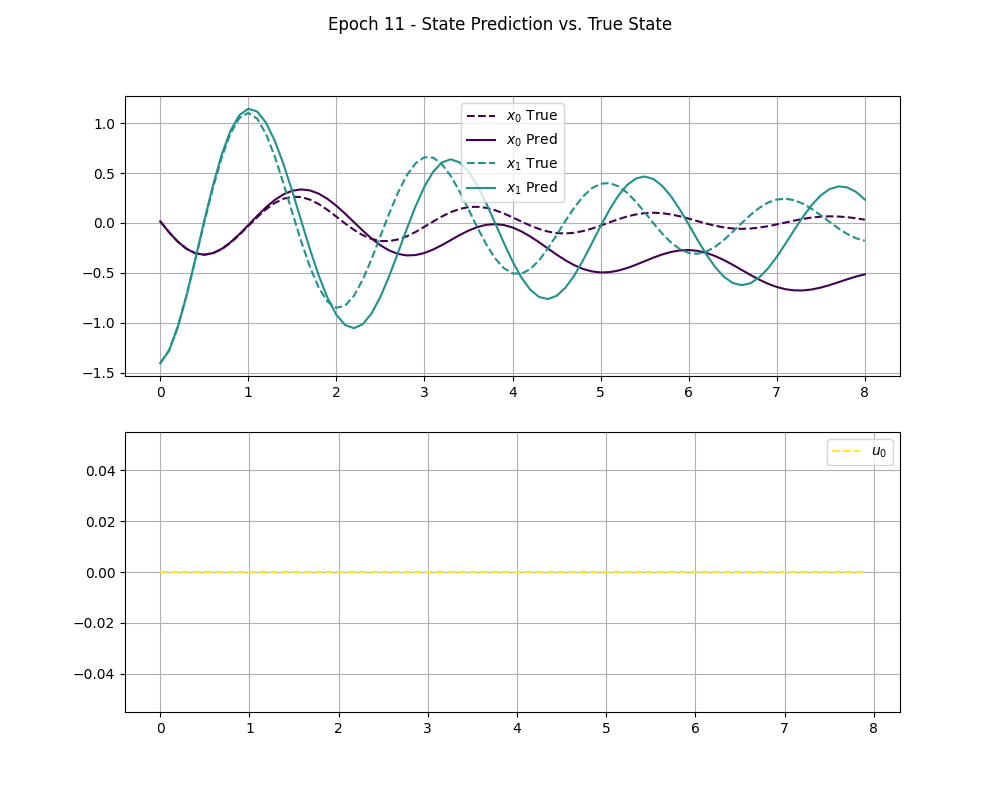 Epoch 11 - State Prediction vs. True State
1.0
0.5
0.0
−0.5
−1.0
−1.5
x₀ True
x₀ Pred
x₁ True
x₁ Pred
0 1 2 3 4 5 6 7 8
0.04
0.02
0.00
−0.02
−0.04
u₀
0 1 2 3 4 5 6 7 8